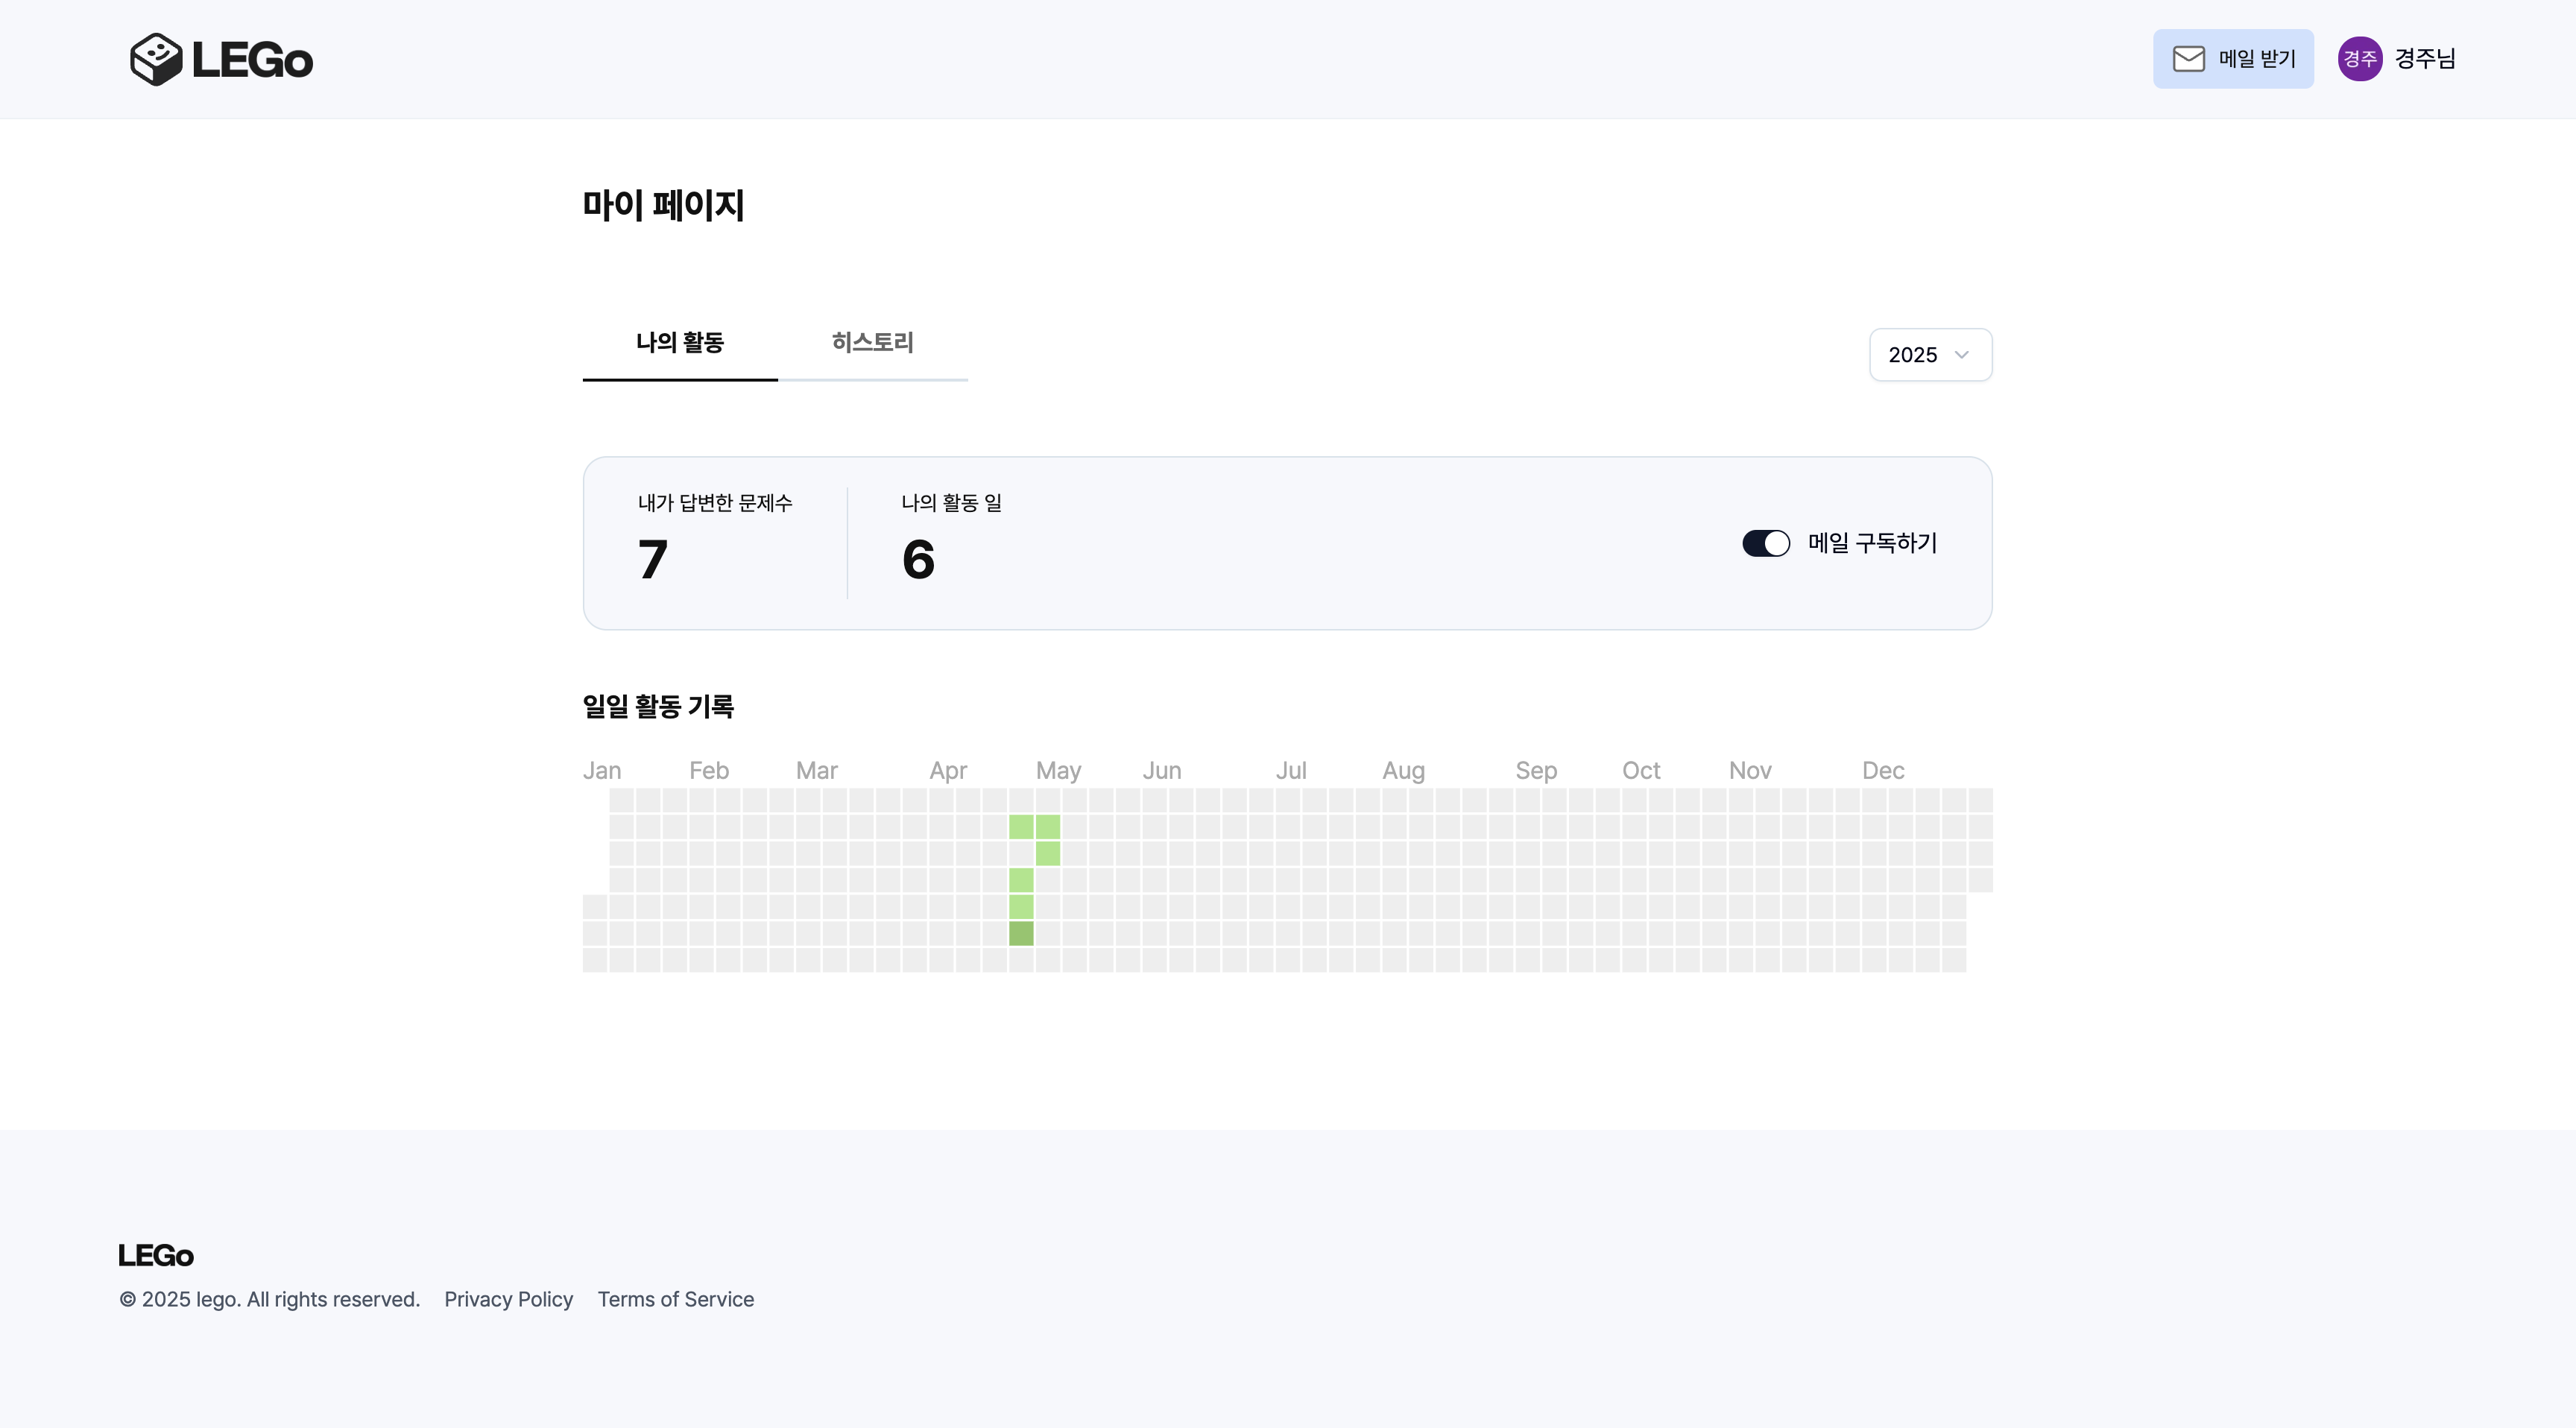 LEGo
메일 받기
경주
경주님
마이 페이지
나의 활동
히스토리
2025
내가 답변한 문제수
7
나의 활동 일
6
메일 구독하기
일일 활동 기록
Jan Feb Mar Apr May Jun Jul Aug Sep Oct Nov Dec
LEGo
© 2025 lego. All rights reserved. Privacy Policy Terms of Service